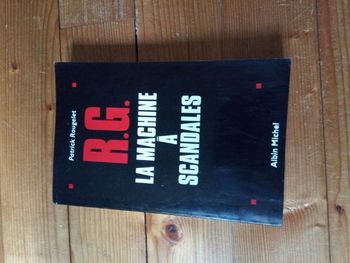 Patrick Rougelet
R.G.
LA MACHINE
À
SCANDALES
Albin Michel